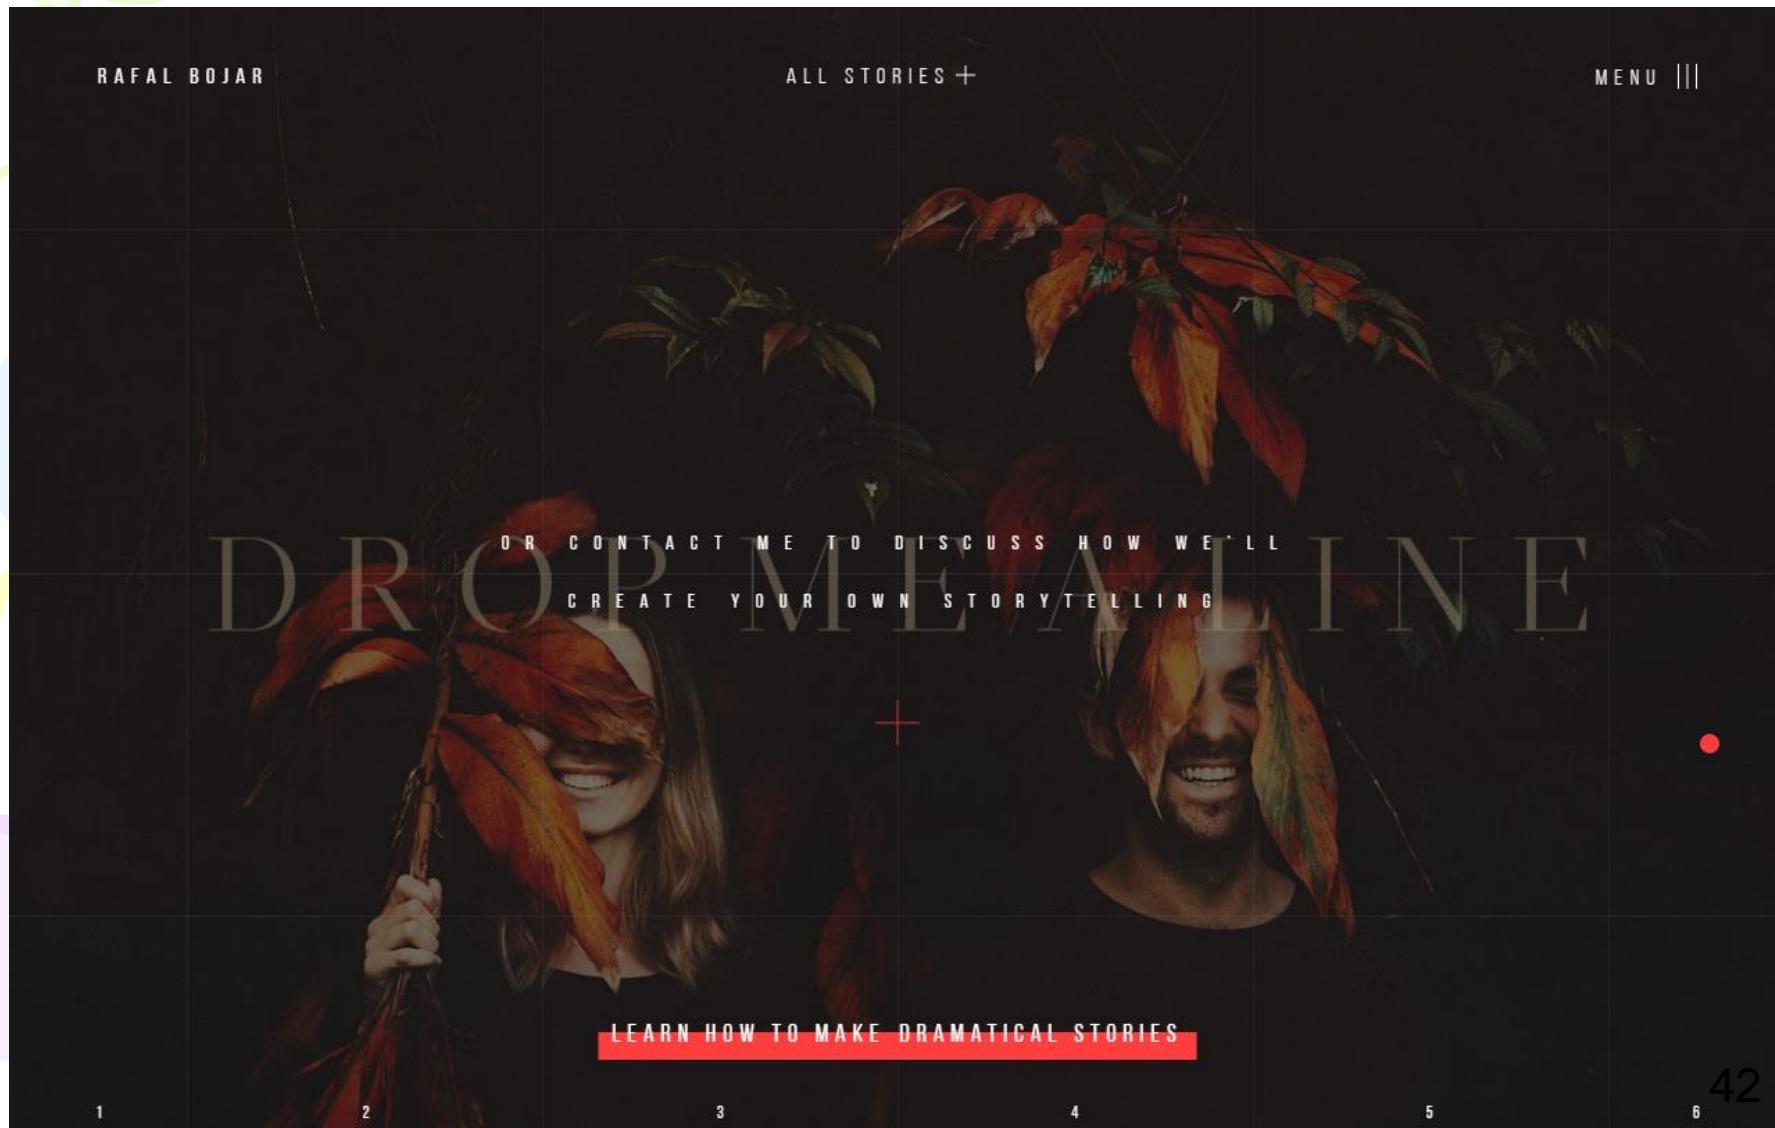 RAFAL BOJAR
ALL STORIES +
MENU
DROP ME A LINE
OR CONTACT ME TO DISCUSS HOW WE'LL
CREATE YOUR OWN STORYTELLING
LEARN HOW TO MAKE DRAMATICAL STORIES
1 2 3 4 5 6
42